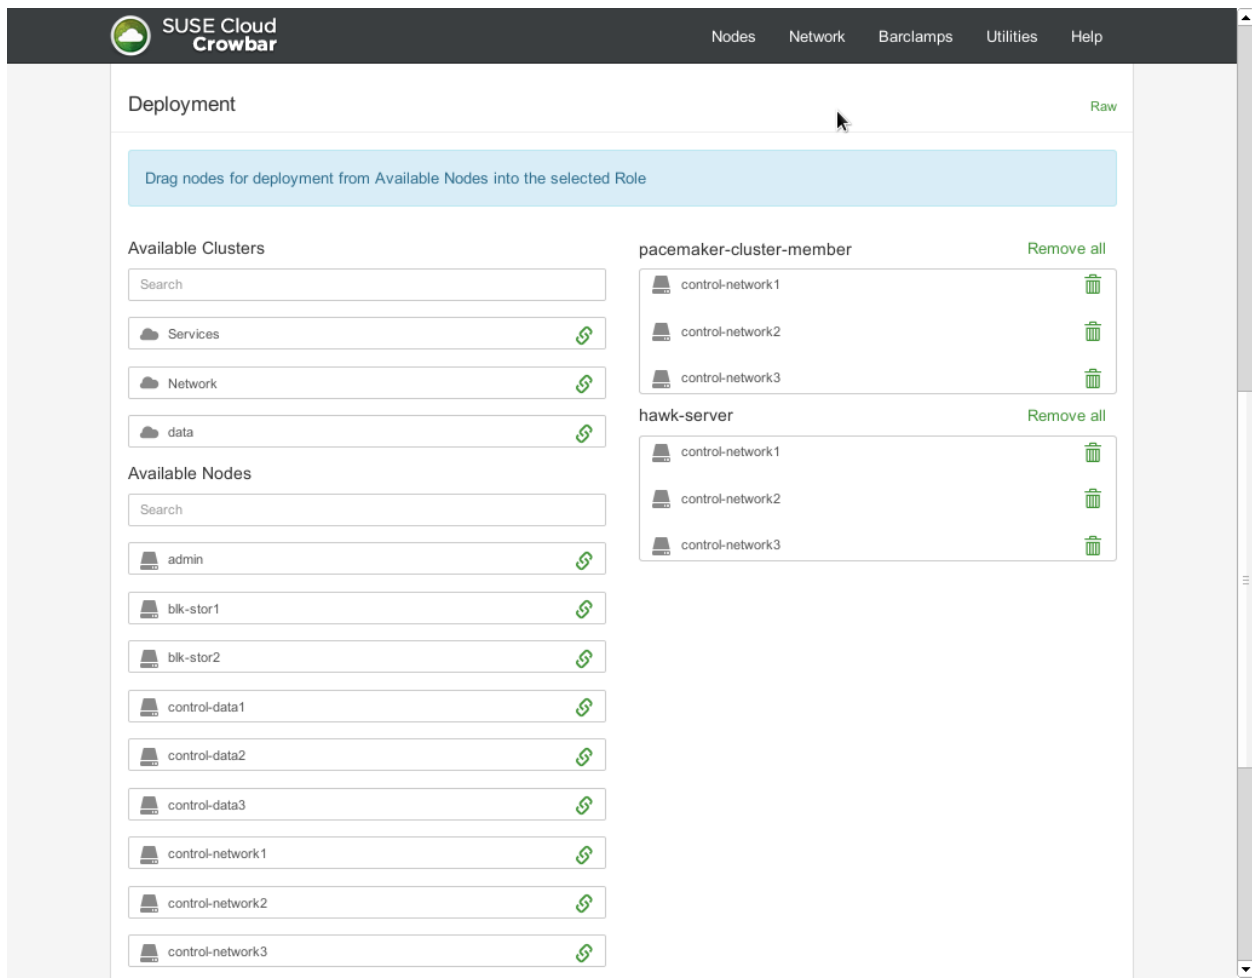 SUSE Cloud
Crowbar
Nodes Network Barclamps Utilities Help
Deployment
Raw
Drag nodes for deployment from Available Nodes into the selected Role
Available Clusters
Search
Services
Network
data
Available Nodes
Search
admin
blk-stor1
blk-stor2
control-data1
control-data2
control-data3
control-network1
control-network2
control-network3
pacemaker-cluster-member Remove all
control-network1
control-network2
control-network3
hawk-server Remove all
control-network1
control-network2
control-network3